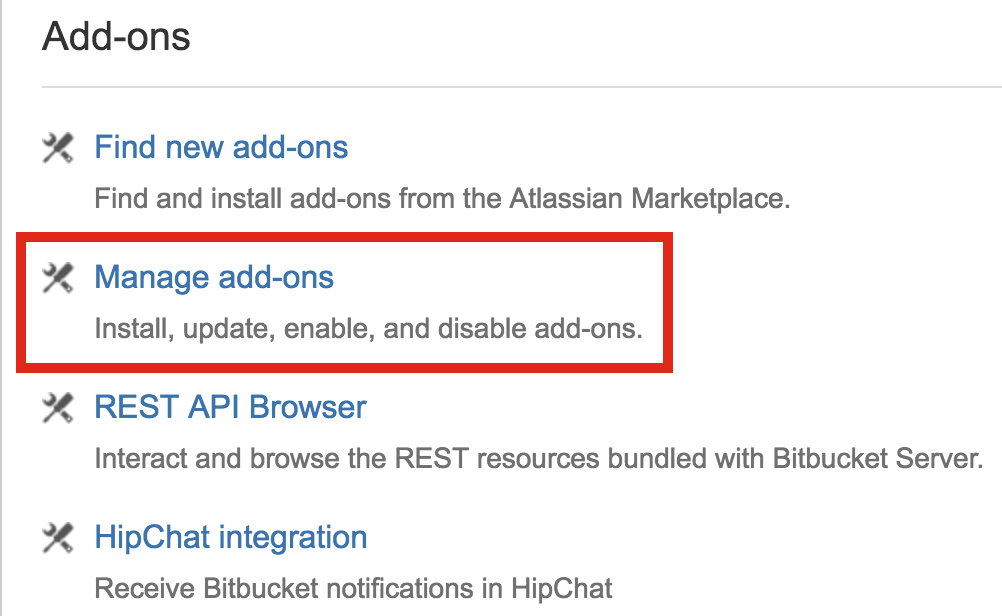 Add-ons
Find new add-ons
Find and install add-ons from the Atlassian Marketplace.
Manage add-ons
Install, update, enable, and disable add-ons.
REST API Browser
Interact and browse the REST resources bundled with Bitbucket Server.
HipChat integration
Receive Bitbucket notifications in HipChat